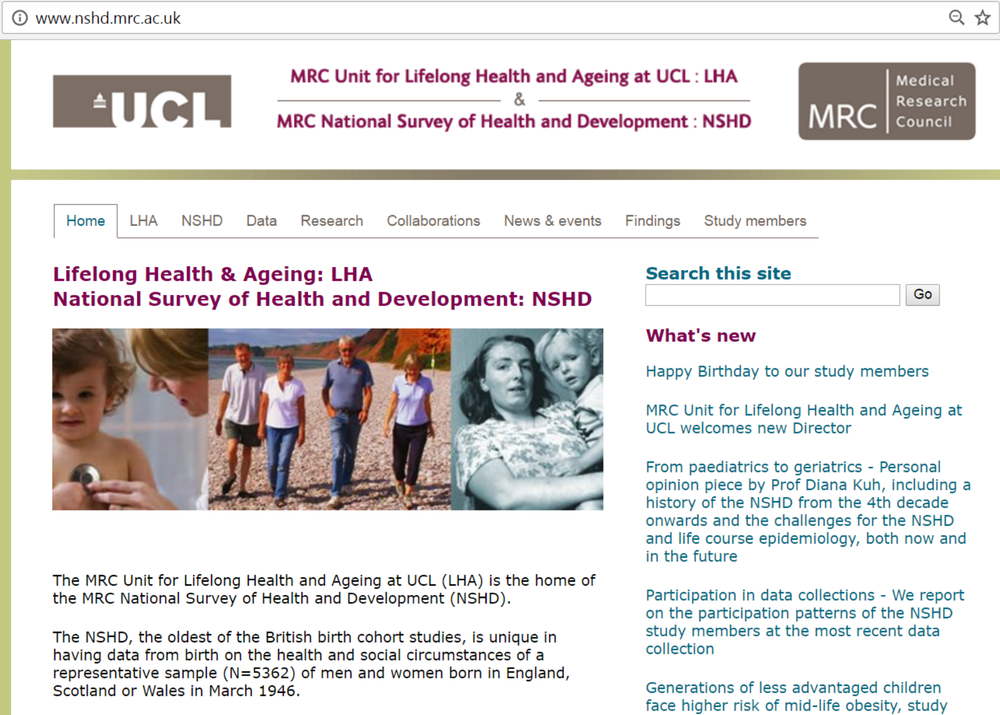 www.nshd.mrc.ac.uk
UCL
MRC Unit for Lifelong Health and Ageing at UCL : LHA
&
MRC National Survey of Health and Development : NSHD
MRC
Medical
Research
Council
Home LHA NSHD Data Research Collaborations News & events Findings Study members
Lifelong Health & Ageing: LHA
National Survey of Health and Development: NSHD
The MRC Unit for Lifelong Health and Ageing at UCL (LHA) is the home of
the MRC National Survey of Health and Development (NSHD).
The NSHD, the oldest of the British birth cohort studies, is unique in
having data from birth on the health and social circumstances of a
representative sample (N=5362) of men and women born in England,
Scotland or Wales in March 1946.
Search this site
Go
What's new
Happy Birthday to our study members
MRC Unit for Lifelong Health and Ageing at
UCL welcomes new Director
From paediatrics to geriatrics - Personal
opinion piece by Prof Diana Kuh, including a
history of the NSHD from the 4th decade
onwards and the challenges for the NSHD
and life course epidemiology, both now and
in the future
Participation in data collections - We report
on the participation patterns of the NSHD
study members at the most recent data
collection
Generations of less advantaged children
face higher risk of mid-life obesity, study